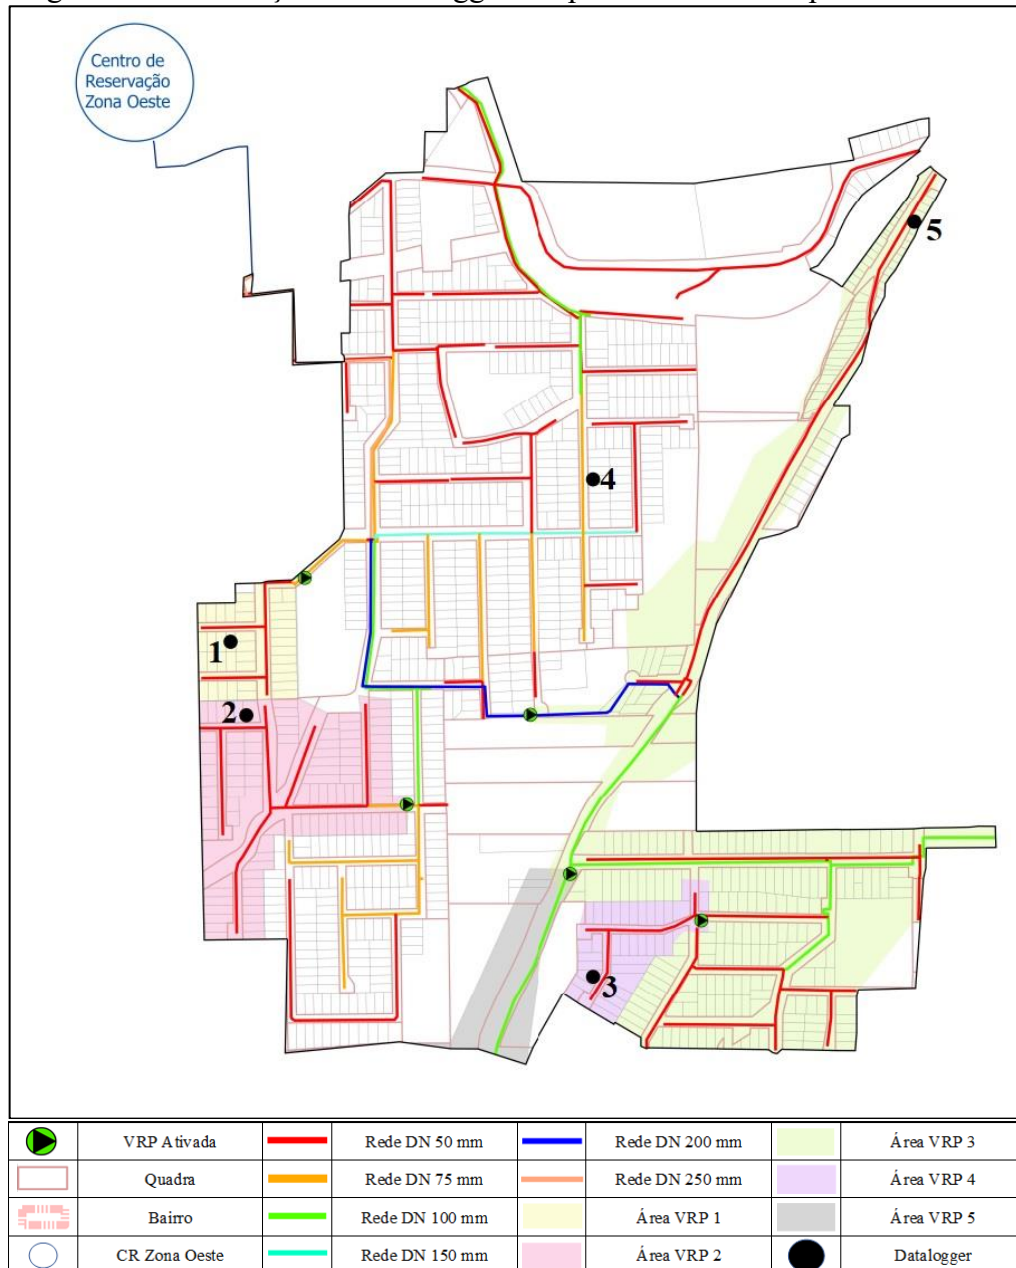 Centro de
Reservação
Zona Oeste
5
4
1
2
3
VRP Ativada
Rede DN 50 mm
Rede DN 200 mm
Área VRP 3
Quadra
Rede DN 75 mm
Rede DN 250 mm
Área VRP 4
Bairro
Rede DN 100 mm
Área VRP 1
Área VRP 5
CR Zona Oeste
Rede DN 150 mm
Área VRP 2
Datalogger